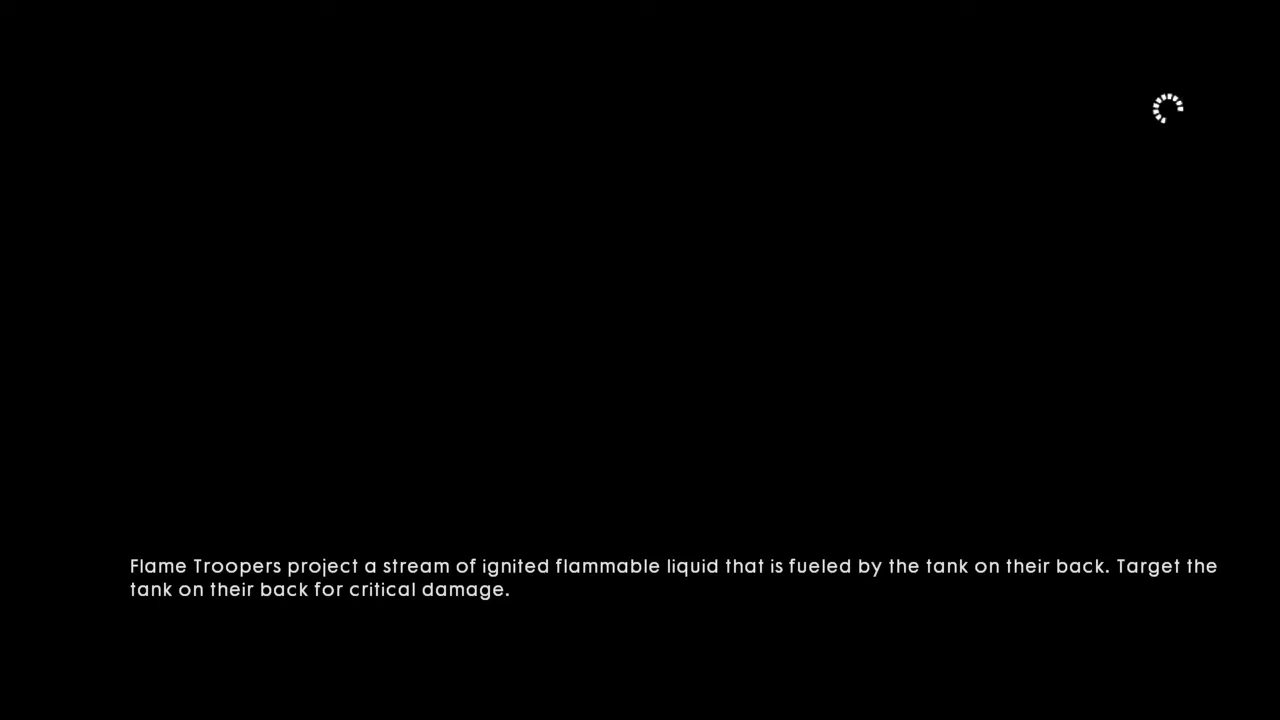 Flame Troopers project a stream of ignited flammable liquid that is fueled by the tank on their back. Target the
tank on their back for critical damage.